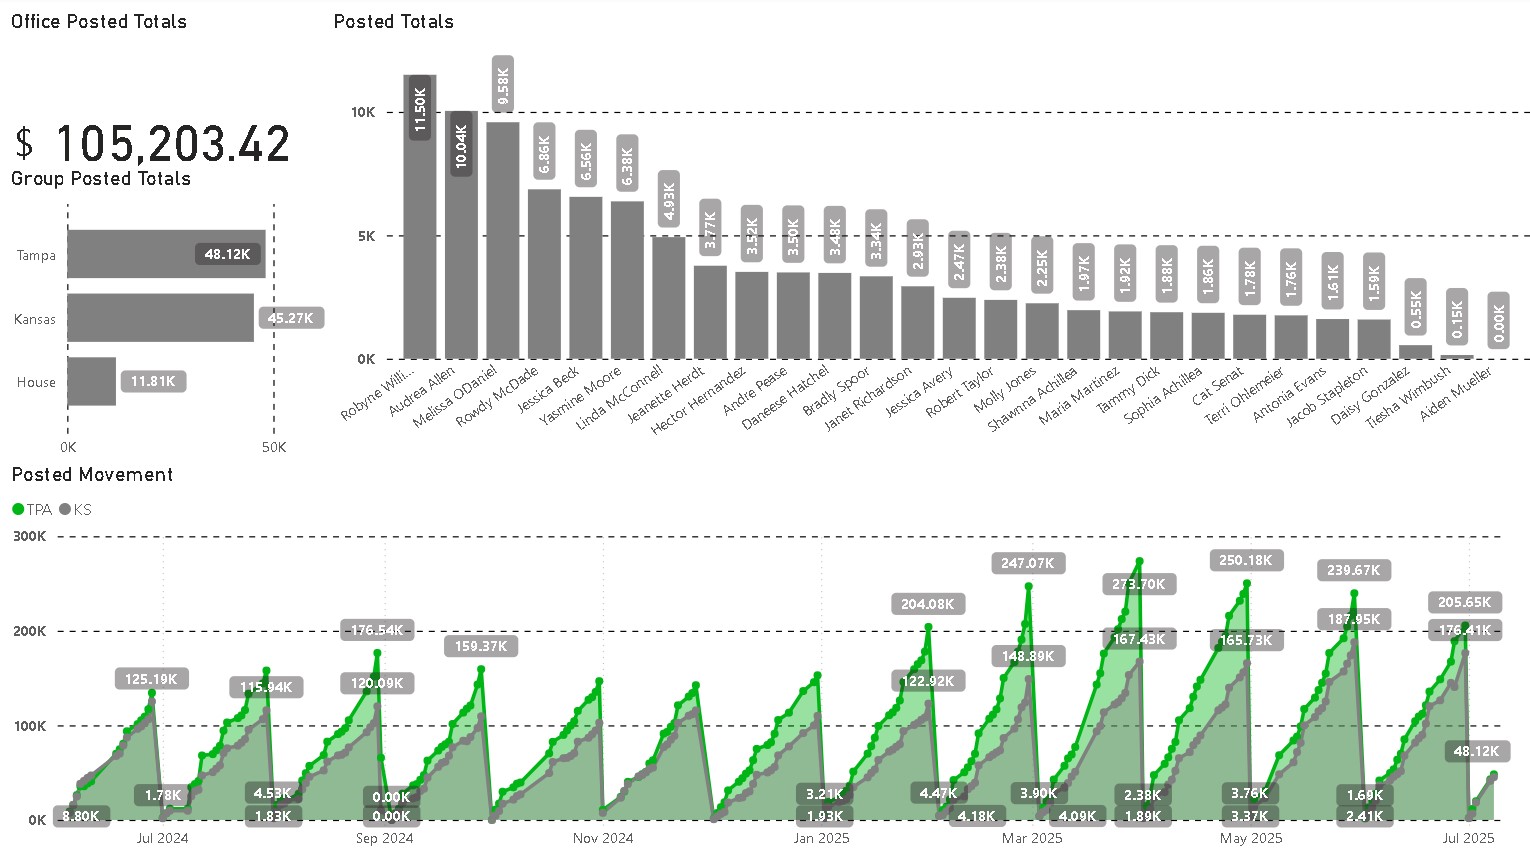 Office Posted Totals
$ 105,203.42
Group Posted Totals
Tampa 48.12K
Kansas 45.27K
House 11.81K
0K 50K
Posted Totals
10K
5K
0K
11.50K
10.04K
9.58K
6.86K
6.56K
6.38K
4.93K
3.77K
3.52K
3.50K
3.48K
3.34K
2.93K
2.47K
2.38K
2.25K
1.97K
1.92K
1.88K
1.86K
1.78K
1.76K
1.61K
1.59K
0.55K
0.15K
0.00K
Robyne Willi...
Audrea Allen
Melissa ODaniel
Rowdy McDade
Jessica Beck
Yasmine Moore
Linda McConnell
Jeanette Herdt
Hector Hernandez
Andre Pease
Daneese Hatchel
Bradly Spoor
Janet Richardson
Jessica Avery
Robert Taylor
Molly Jones
Shawnna Achillea
Maria Martinez
Tammy Dick
Sophia Achillea
Cat Senat
Terri Ohlemeier
Antonia Evans
Jacob Stapleton
Daisy Gonzalez
Tiesha Wimbush
Aiden Mueller
Posted Movement
TPA KS
300K
200K
100K
0K
8.80K
125.19K
1.78K
115.94K
4.53K
1.83K
176.54K
120.09K
0.00K
0.00K
159.37K
3.21K
1.93K
204.08K
122.92K
4.47K
4.18K
247.07K
148.89K
3.90K
4.09K
273.70K
167.43K
2.38K
1.89K
250.18K
165.73K
3.76K
3.37K
239.67K
187.95K
1.69K
2.41K
205.65K
176.41K
48.12K
Jul 2024 Sep 2024 Nov 2024 Jan 2025 Mar 2025 May 2025 Jul 2025